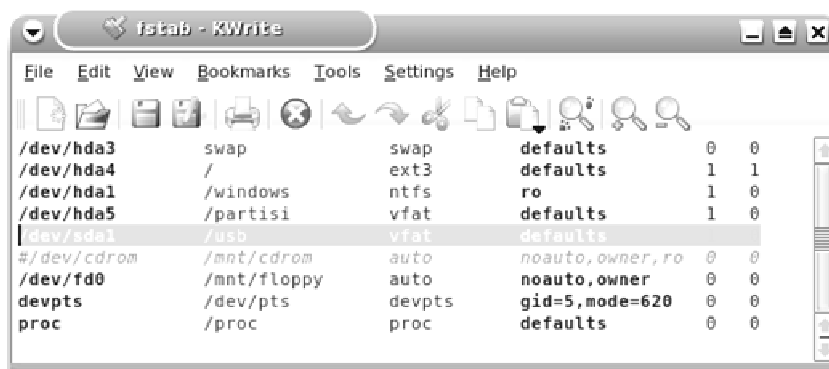 fstab - KWrite
File Edit View Bookmarks Tools Settings Help
/dev/hda3 swap swap defaults 0 0
/dev/hda4 / ext3 defaults 1 1
/dev/hda1 /windows ntfs ro 1 0
/dev/hda5 /partisi vfat defaults 1 0
/dev/sda1 /usb vfat defaults
#/dev/cdrom /mnt/cdrom auto noauto,owner,ro 0 0
/dev/fd0 /mnt/floppy auto noauto,owner 0 0
devpts /dev/pts devpts gid=5,mode=620 0 0
proc /proc proc defaults 0 0